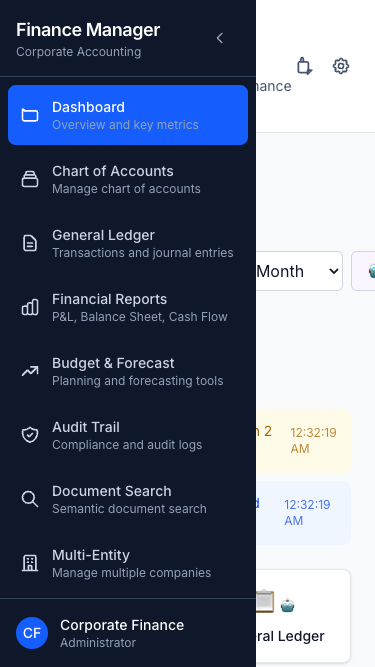 Finance Manager
Corporate Accounting
Dashboard
Overview and key metrics
Chart of Accounts
Manage chart of accounts
General Ledger
Transactions and journal entries
Financial Reports
P&L, Balance Sheet, Cash Flow
Budget & Forecast
Planning and forecasting tools
Audit Trail
Compliance and audit logs
Document Search
Semantic document search
Multi-Entity
Manage multiple companies
CF
Corporate Finance
Administrator
nance
Month
n 2
12:32:19
AM
d
12:32:19
AM
eral Ledger